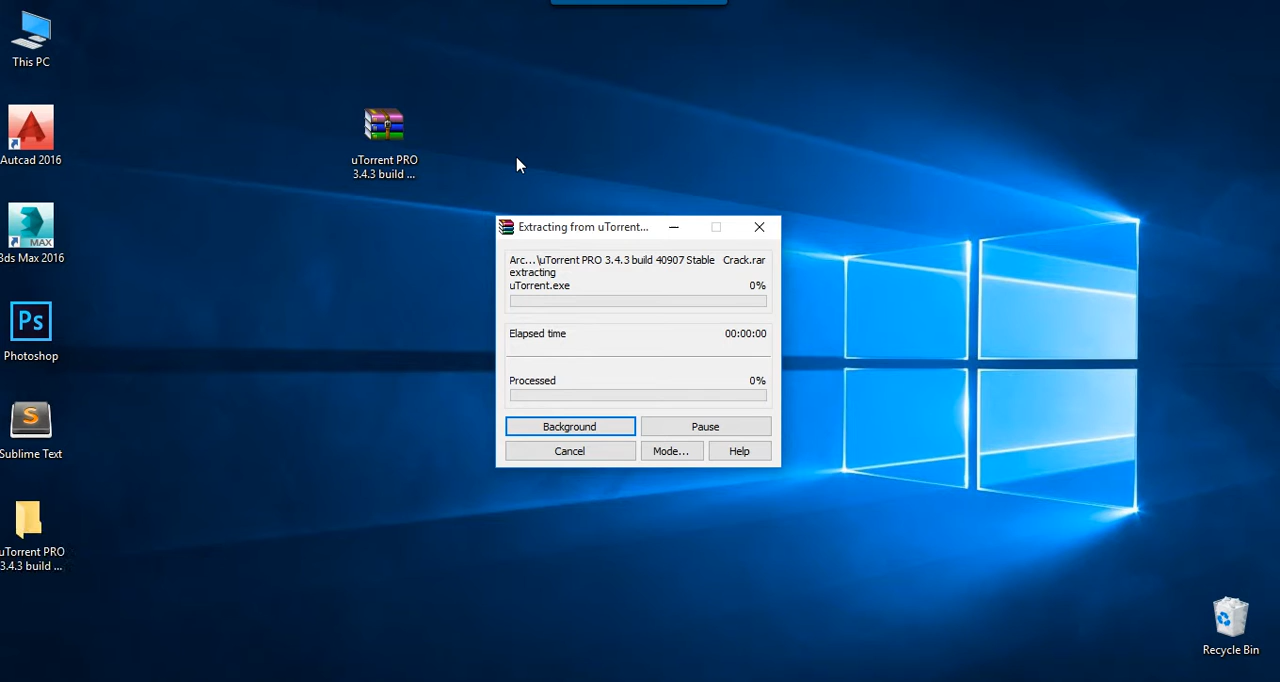 This PC
Autcad 2016
MAX
3ds Max 2016
Ps
Photoshop
S
Sublime Text
uTorrent PRO
3.4.3 build ...
uTorrent PRO
3.4.3 build ...
Extracting from uTorrent...
Arc...\uTorrent PRO 3.4.3 build 40907 Stable Crack.rar
extracting
uTorrent.exe 0%
Elapsed time 00:00:00
Processed 0%
Background Pause
Cancel Mode... Help
Recycle Bin